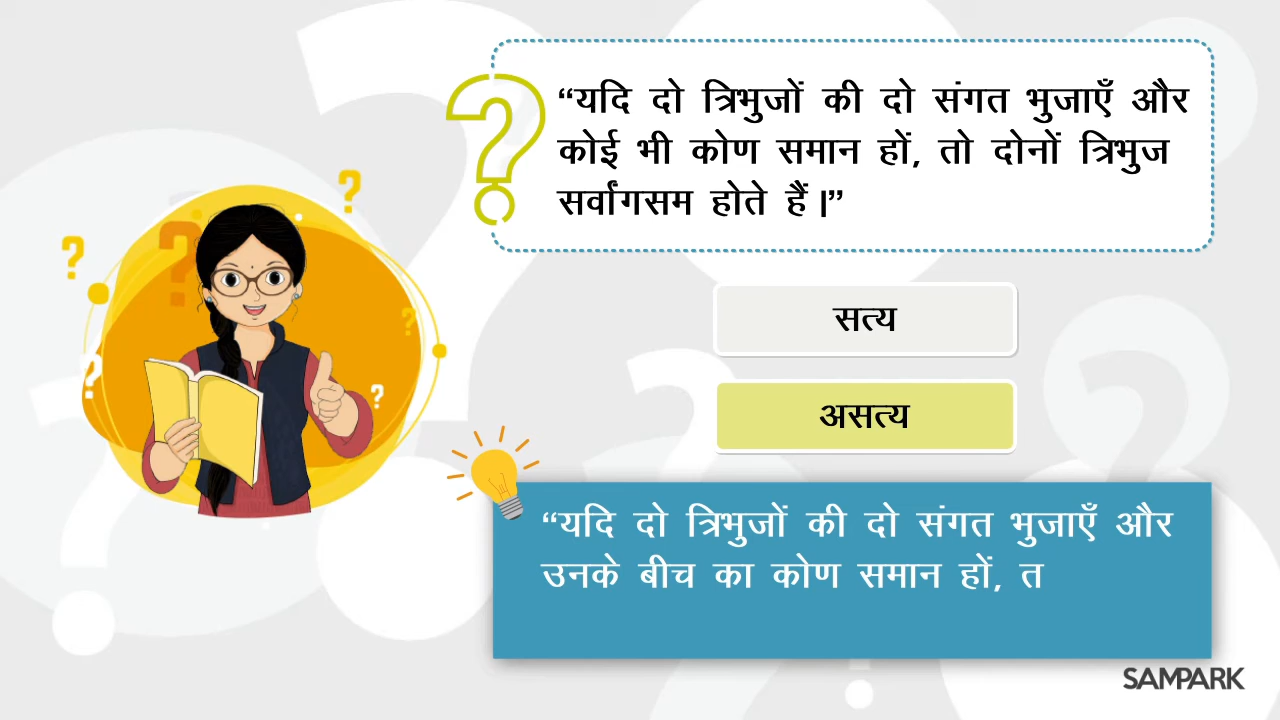 “यदि दो त्रिभुजों की दो संगत भुजाएँ और
कोई भी कोण समान हों, तो दोनों त्रिभुज
सर्वांगसम होते हैं।”
सत्य
असत्य
“यदि दो त्रिभुजों की दो संगत भुजाएँ और
उनके बीच का कोण समान हों, त
SAMPARK